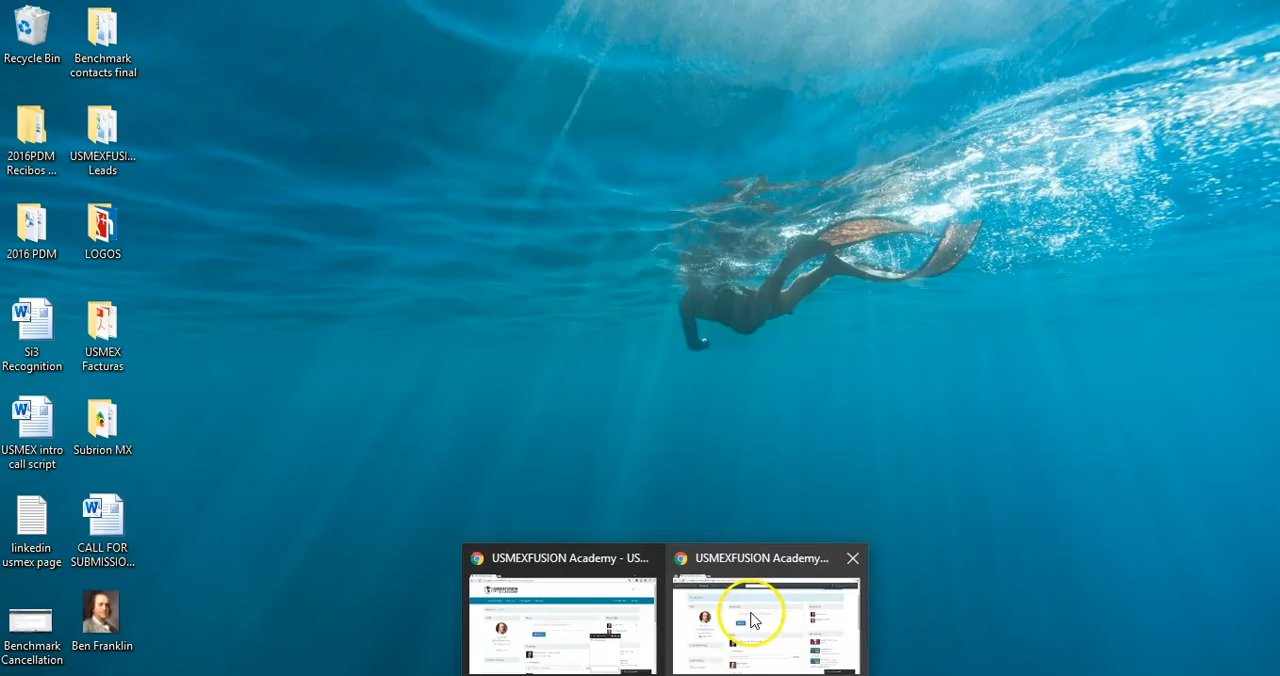 Recycle Bin
Benchmark
contacts final
2016PDM
Recibos ...
USMEXFUSI...
Leads
2016 PDM
LOGOS
Si3
Recognition
USMEX
Facturas
USMEX intro
call script
Subrion MX
linkedin
usmex page
CALL FOR
SUBMISSIO...
Benchmark
Cancellation
Ben Franklin
USMEXFUSION Academy - US...
USMEXFUSION Academy...